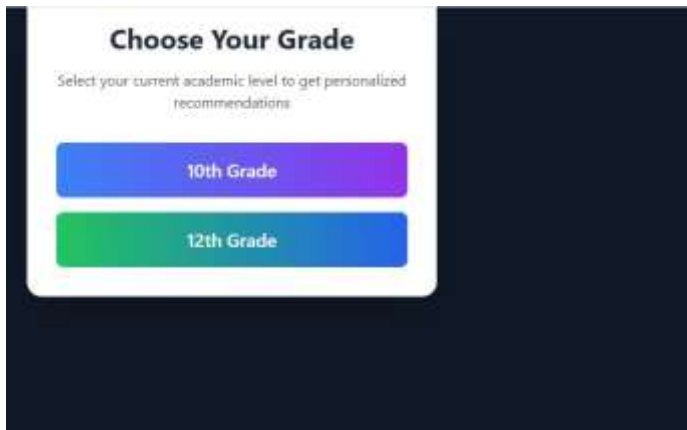 Choose Your Grade
Select your current academic level to get personalized
recommendations
10th Grade
12th Grade